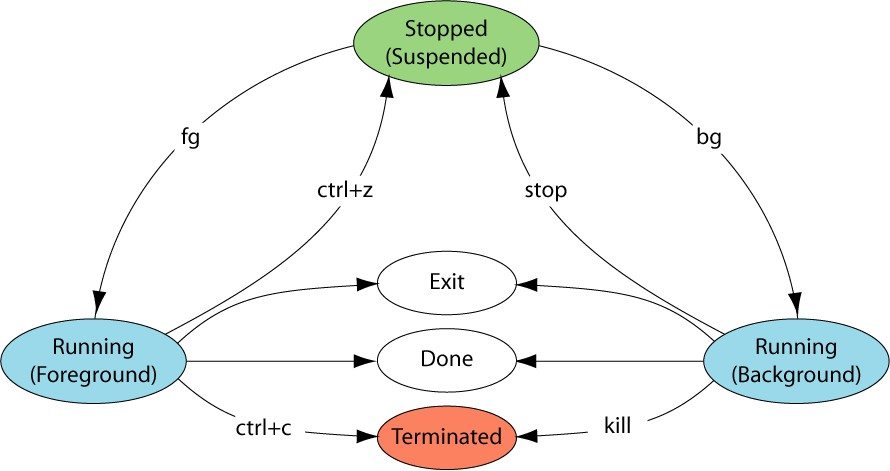 Stopped
(Suspended)
fg
bg
ctrl+z
stop
Exit
Running
(Foreground)
Done
Running
(Background)
ctrl+c
Terminated
kill